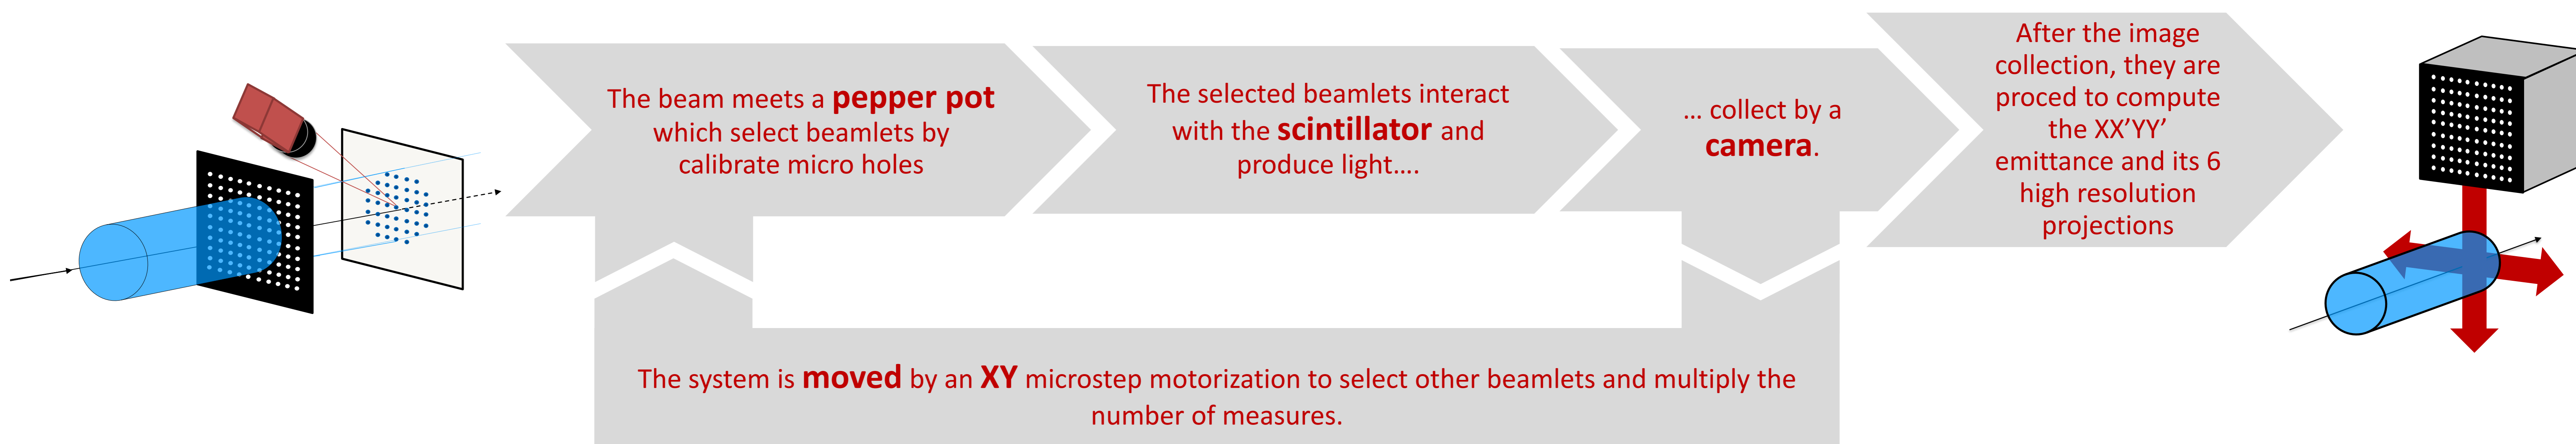 The beam meets a pepper pot
which select beamlets by
calibrate micro holes
The selected beamlets interact
with the scintillator and
produce light....
... collect by a
camera.
After the image
collection, they are
proced to compute
the XX'YY'
emittance and its 6
high resolution
projections
The system is moved by an XY microstep motorization to select other beamlets and multiply the
number of measures.